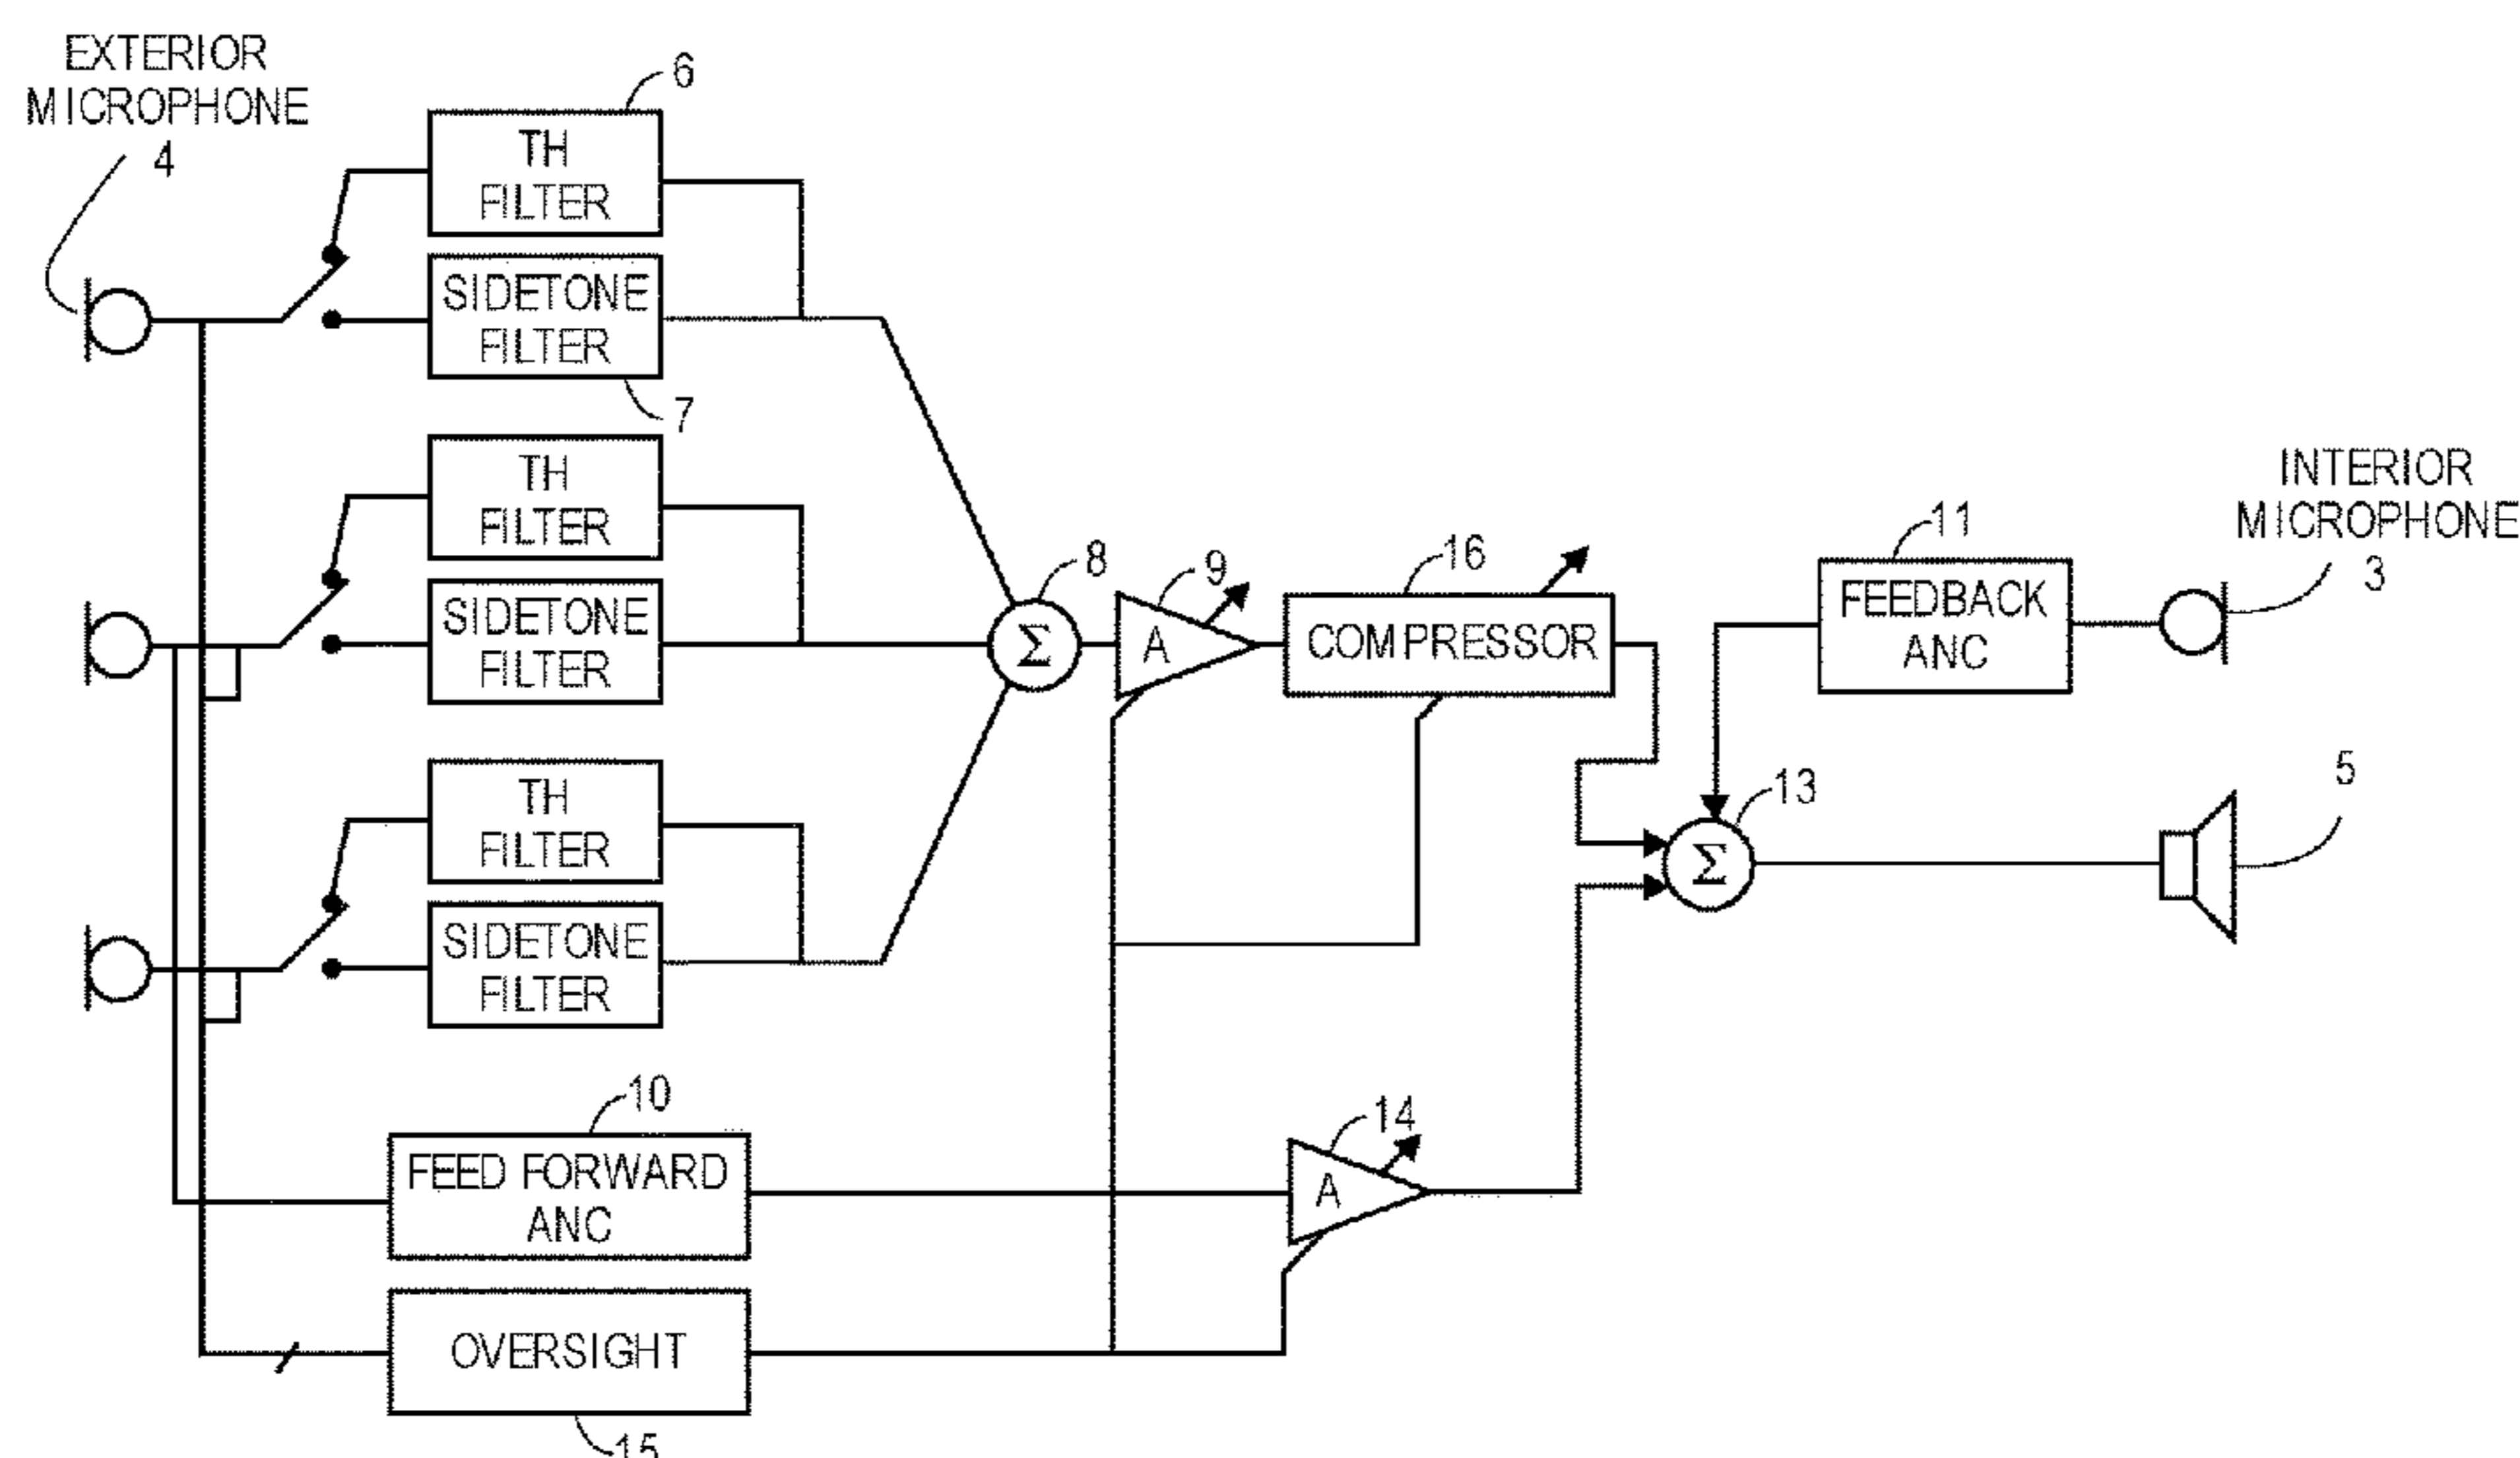 EXTERIOR
MICROPHONE
4
6
TH
FILTER
SIDETONE
FILTER
7
TH
FILTER
SIDETONE
FILTER
8
Σ
9
A
16
COMPRESSOR
11
FEEDBACK
ANC
INTERIOR
MICROPHONE
3
TH
FILTER
SIDETONE
FILTER
13
Σ
5
10
FEED FORWARD
ANC
14
A
OVERSIGHT
15